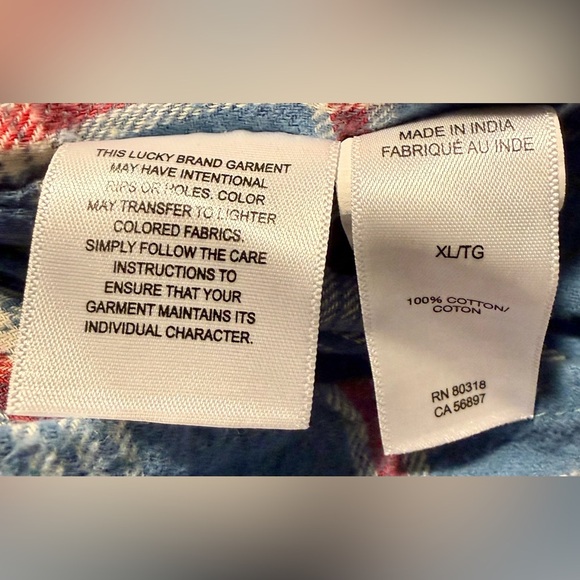 THIS LUCKY BRAND GARMENT
MAY HAVE INTENTIONAL
RIPS OR HOLES. COLOR
MAY TRANSFER TO LIGHTER
COLORED FABRICS.
SIMPLY FOLLOW THE CARE
INSTRUCTIONS TO
ENSURE THAT YOUR
GARMENT MAINTAINS ITS
INDIVIDUAL CHARACTER.
MADE IN INDIA
FABRIQUÉ AU INDE
XL/TG
100% COTTON/
COTON
RN 80318
CA 56897